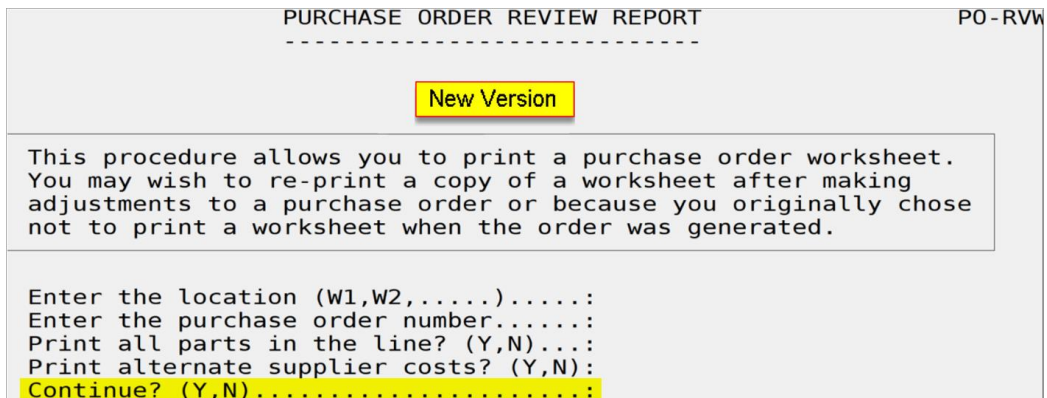 PURCHASE ORDER REVIEW REPORT PO-RVW
- - - - - - - - - - - - - - - - - - - - - - - - - - - -
New Version
This procedure allows you to print a purchase order worksheet.
You may wish to re-print a copy of a worksheet after making
adjustments to a purchase order or because you originally chose
not to print a worksheet when the order was generated.
Enter the location (W1,W2,.....).....:
Enter the purchase order number......:
Print all parts in the line? (Y,N)...:
Print alternate supplier costs? (Y,N):
Continue? (Y,N)......................: